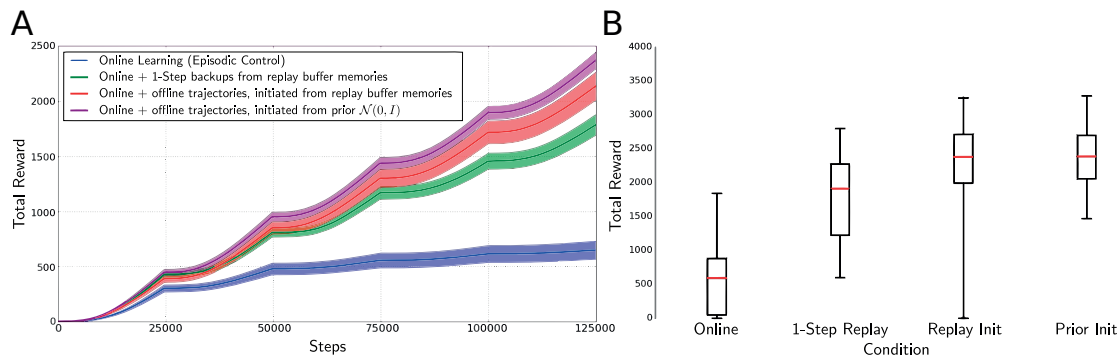 A
2500
2000
1500
1000
500
0
Total Reward
Online Learning (Episodic Control)
Online + 1-Step backups from replay buffer memories
Online + offline trajectories, initiated from replay buffer memories
Online + offline trajectories, initiated from prior 𝒩(0, I)
0 25000 50000 75000 100000 125000
Steps
B
4000
3500
3000
2500
2000
1500
1000
500
0
Total Reward
Online 1-Step Replay Replay Init Prior Init
Condition